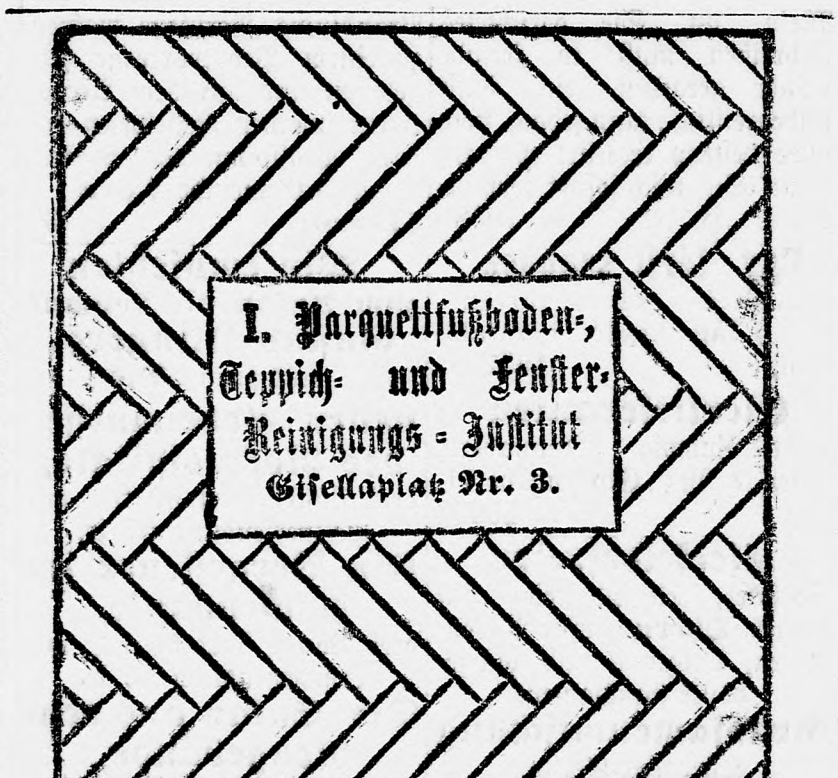 I. Parquettfußboden-,
Teppich- und Fenster-
Reinigungs - Institut
Gisellaplatz Nr. 3.